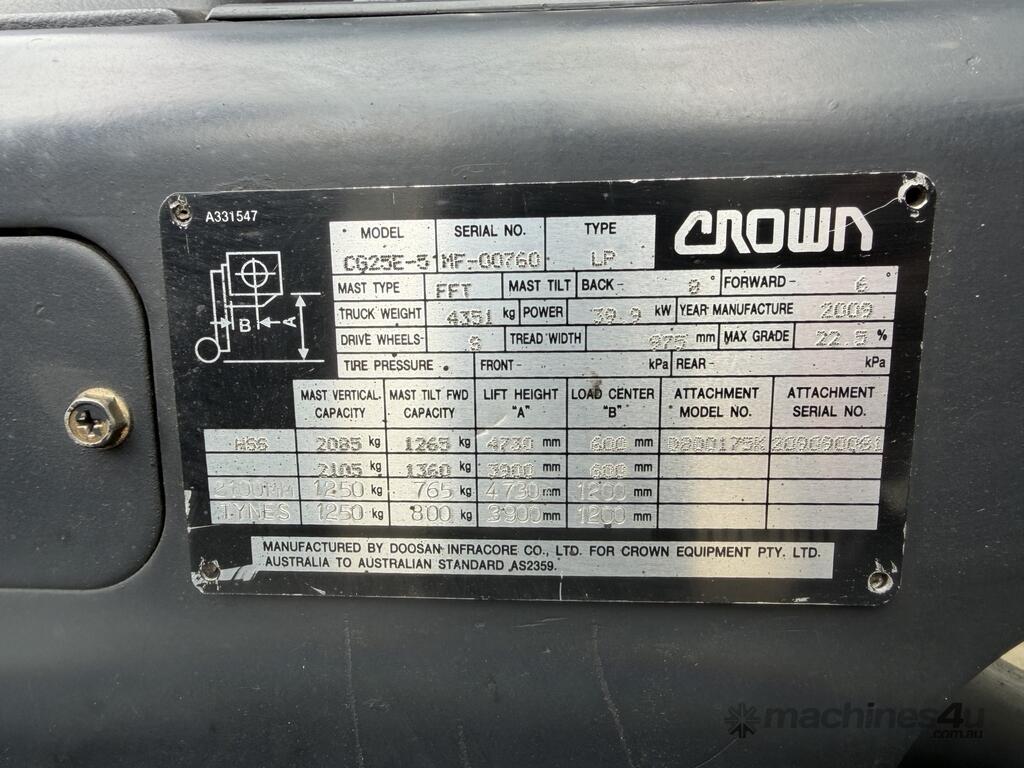 A331547
MODEL SERIAL NO. TYPE CROWN
CG25E-5 MF-00760 LP
MAST TYPE FFT MAST TILT BACK- 8° FORWARD- 6°
TRUCK WEIGHT 4351 kg POWER 39.9 kW YEAR MANUFACTURE 2009
DRIVE WHEELS- S TREAD WIDTH 975 mm MAX GRADE 22.5 %
TIRE PRESSURE FRONT- kPa REAR- kPa
B A
MAST VERTICAL MAST TILT FWD LIFT HEIGHT LOAD CENTER ATTACHMENT ATTACHMENT
CAPACITY CAPACITY "A" "B" MODEL NO. SERIAL NO.
HSS 2085 kg 1265 kg 4730 mm 600 mm
2105 kg 1360 kg 3900 mm 600 mm
1250 kg 765 kg 4730 mm 1200 mm
TYNES 1250 kg 800 kg 3900 mm 1200 mm
MANUFACTURED BY DOOSAN INFRACORE CO., LTD. FOR CROWN EQUIPMENT PTY. LTD.
AUSTRALIA TO AUSTRALIAN STANDARD AS2359.
machines4u
.com.au